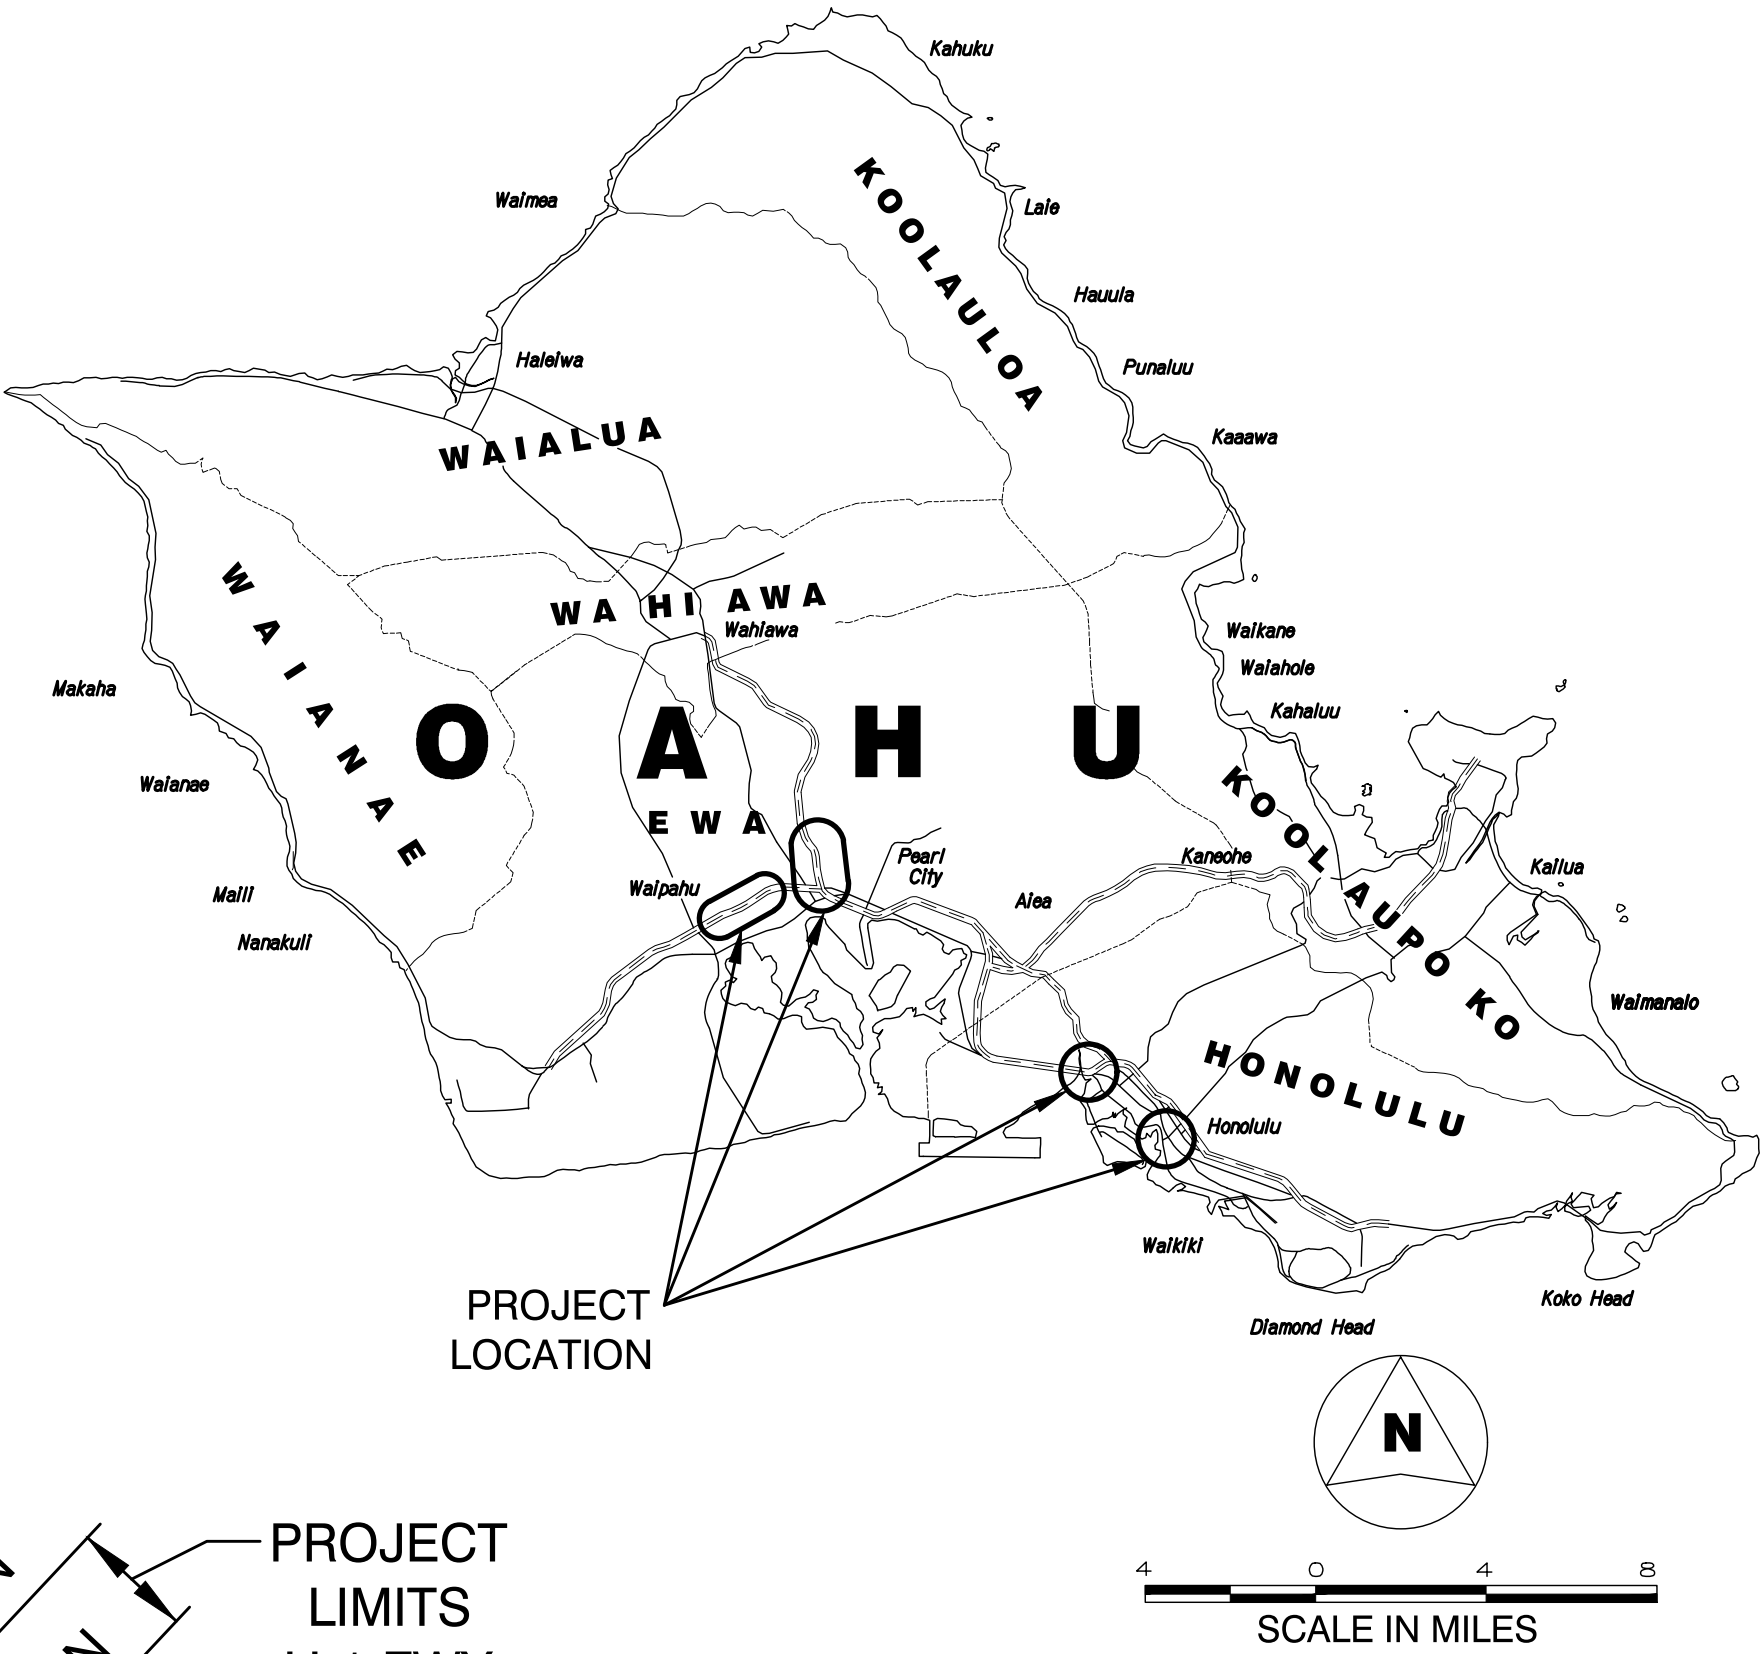 Kahuku
KOOLAULOA
Waimea
Laie
Hauula
Haleiwa
Punaluu
WAIALUA
Kaaawa
WAIANAE
WA HI AWA
Wahiawa
Waikane
Waiahole
Makaha
Kahaluu
O A H U
KOOLAUPO KO
Waianae
EWA
Pearl
City
Kaneohe
Kailua
Waipahu
Maili
Aiea
Nanakuli
Waimanalo
HONOLULU
Honolulu
Waikiki
PROJECT
LOCATION
Koko Head
Diamond Head
N
PROJECT
LIMITS
4 0 4 8
SCALE IN MILES